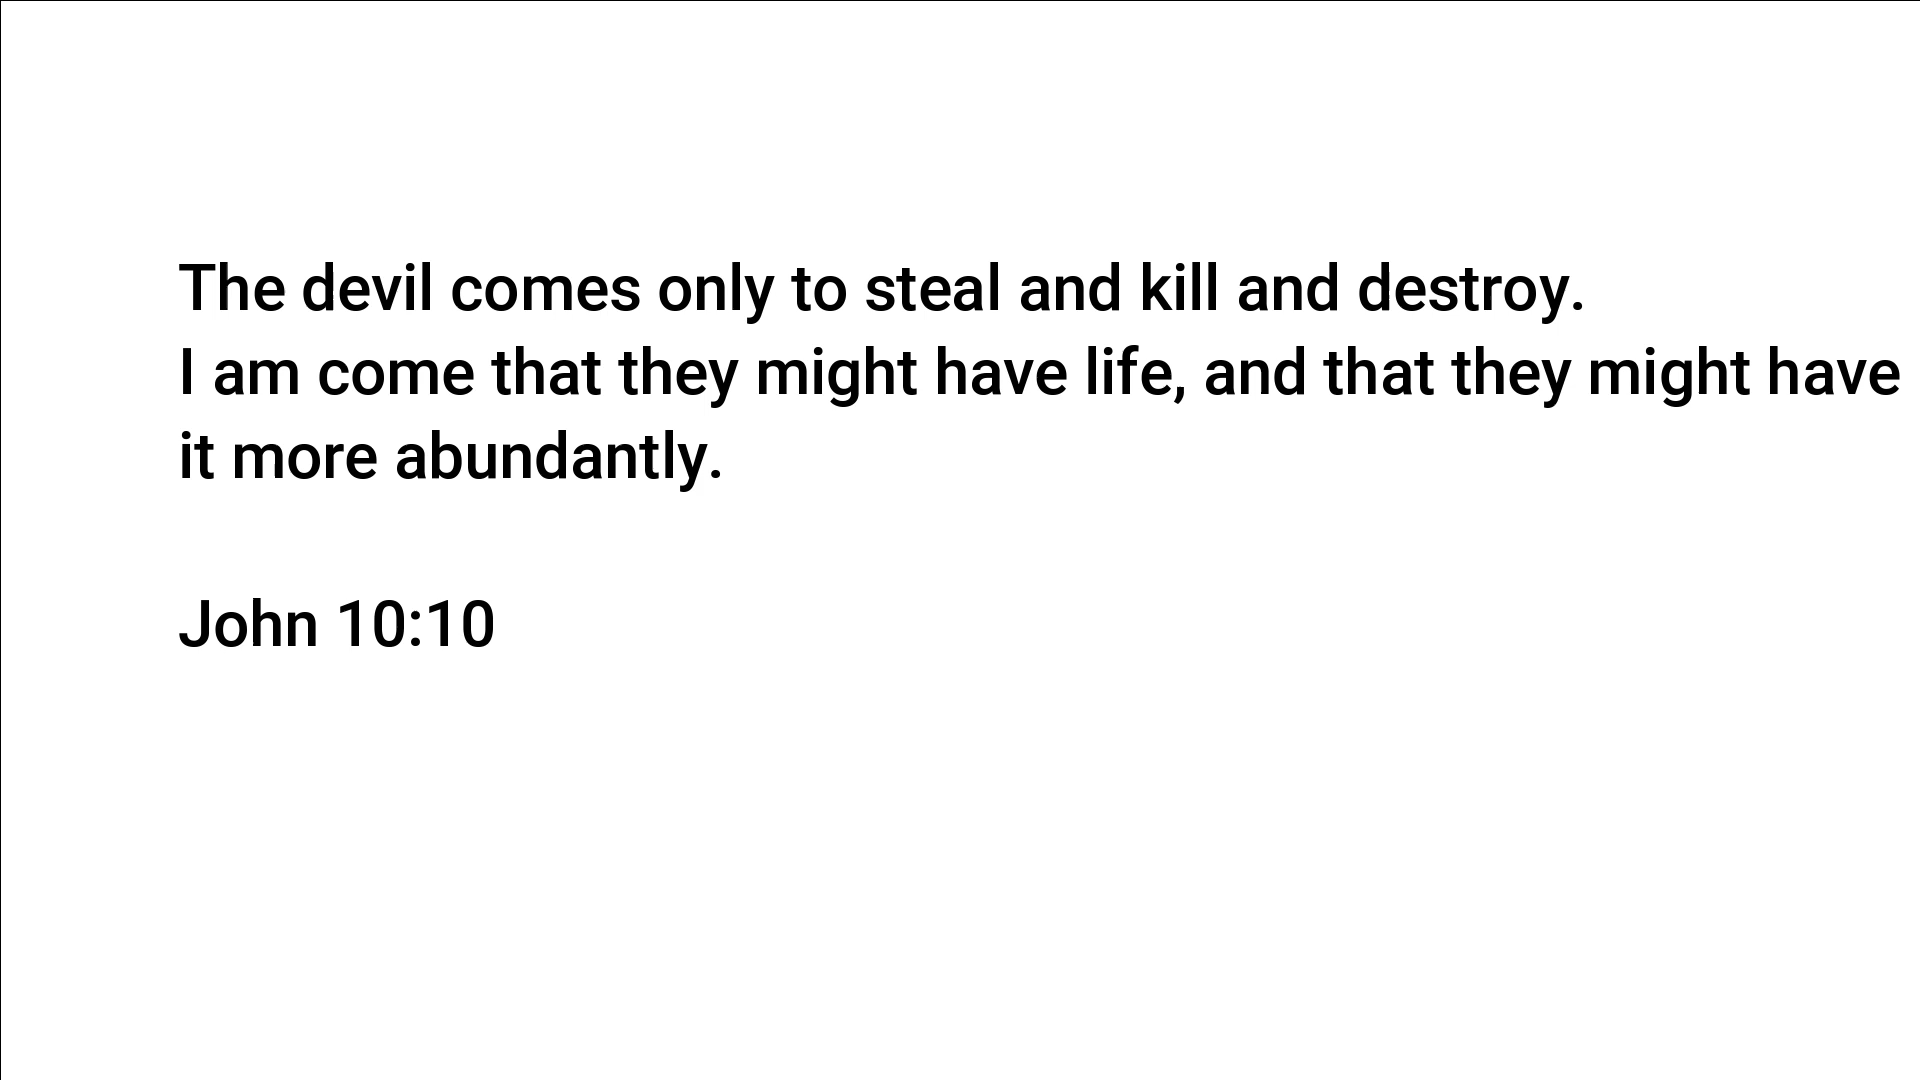 The devil comes only to steal and kill and destroy.
I am come that they might have life, and that they might have
it more abundantly.
John 10:10